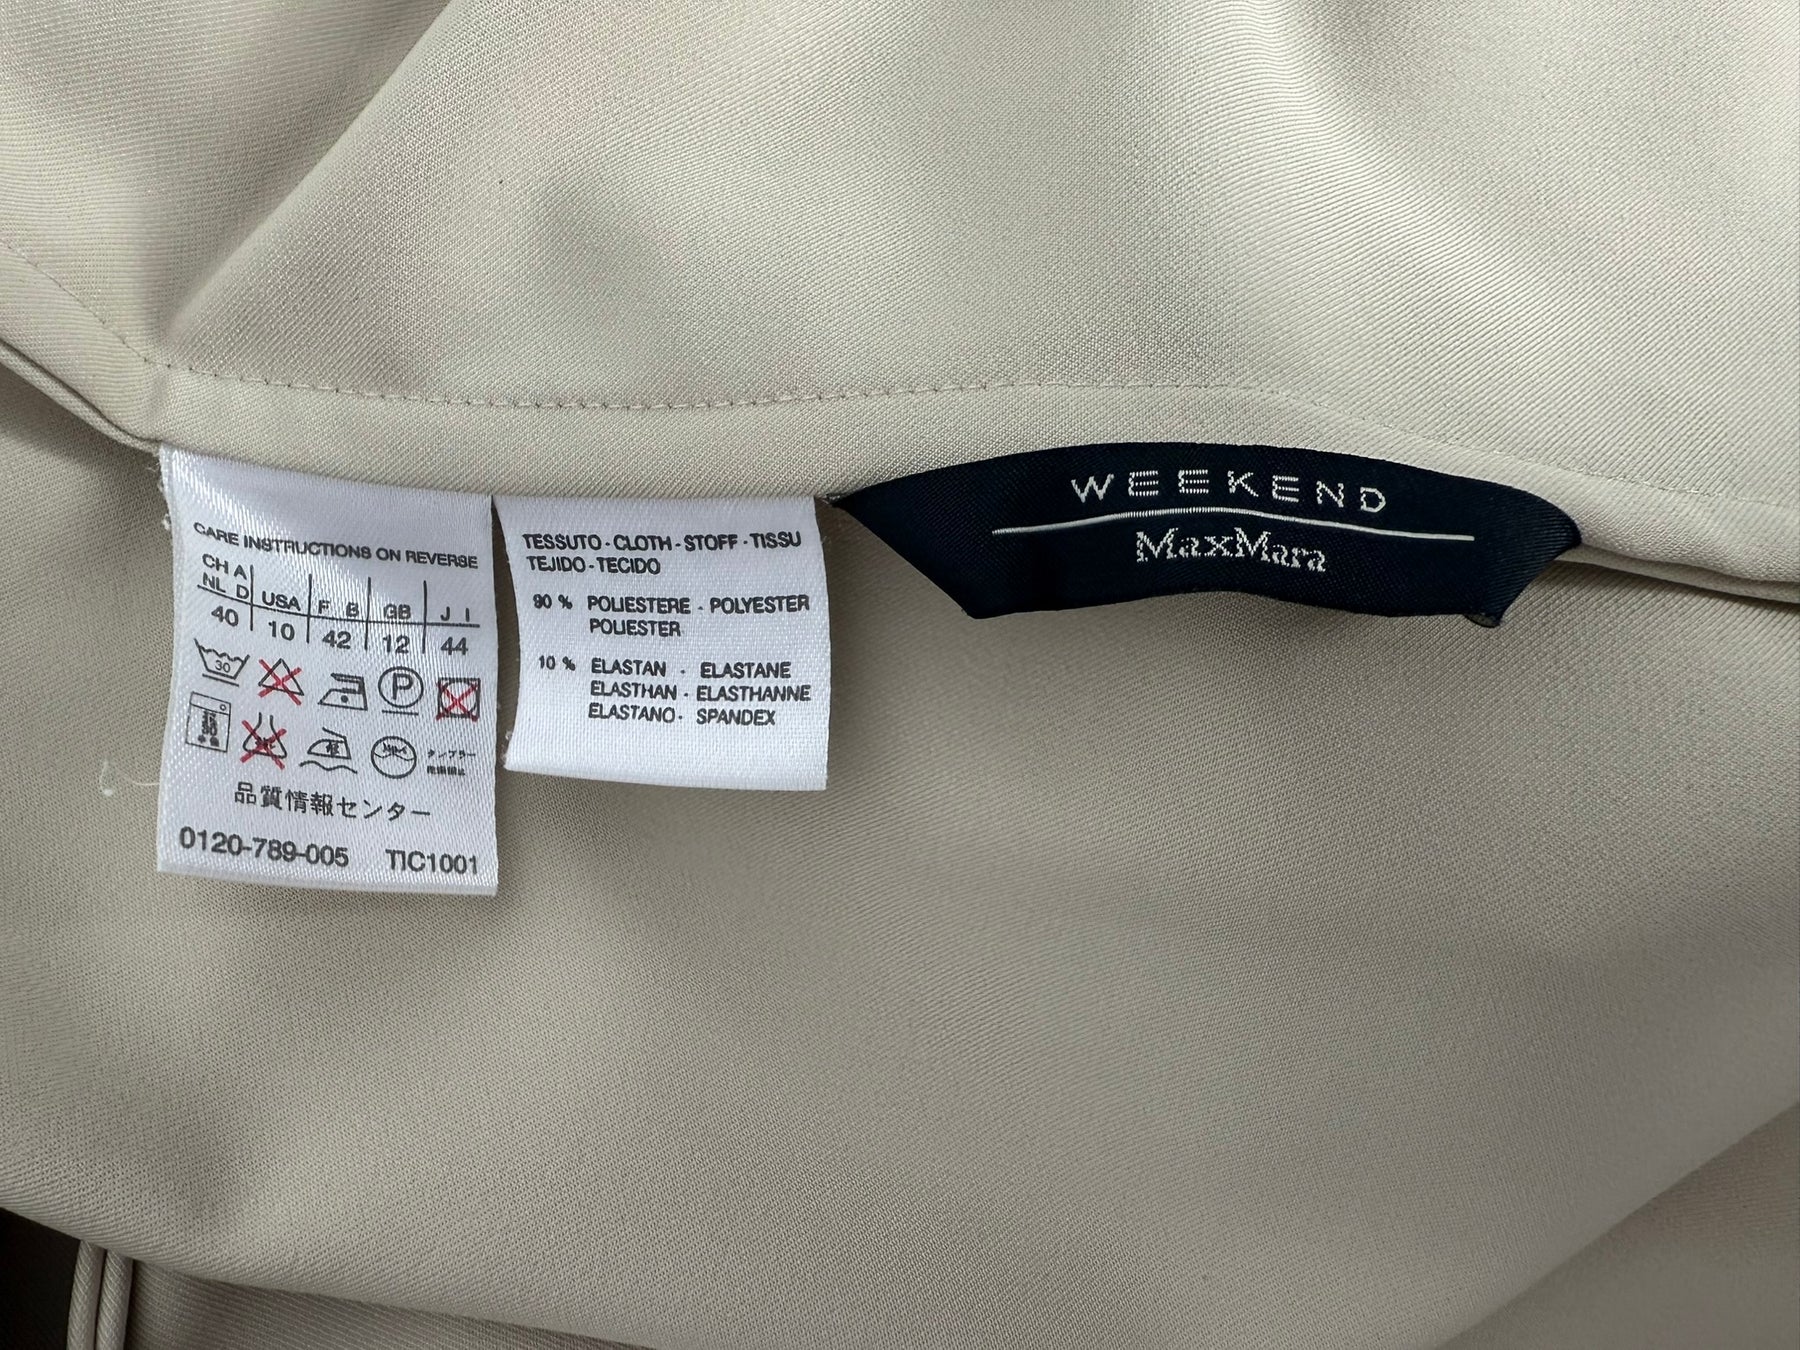 CARE INSTRUCTIONS ON REVERSE
CH A
NL D USA F B GB J I
40 10 42 12 44
30 P
品質情報センター
0120-789-005 TIC1001
TESSUTO - CLOTH - STOFF - TISSU
TEJIDO - TECIDO
90 % POLIESTERE - POLYESTER
POLIESTER
10 % ELASTAN - ELASTANE
ELASTHAN - ELASTHANNE
ELASTANO - SPANDEX
WEEKEND
MaxMara